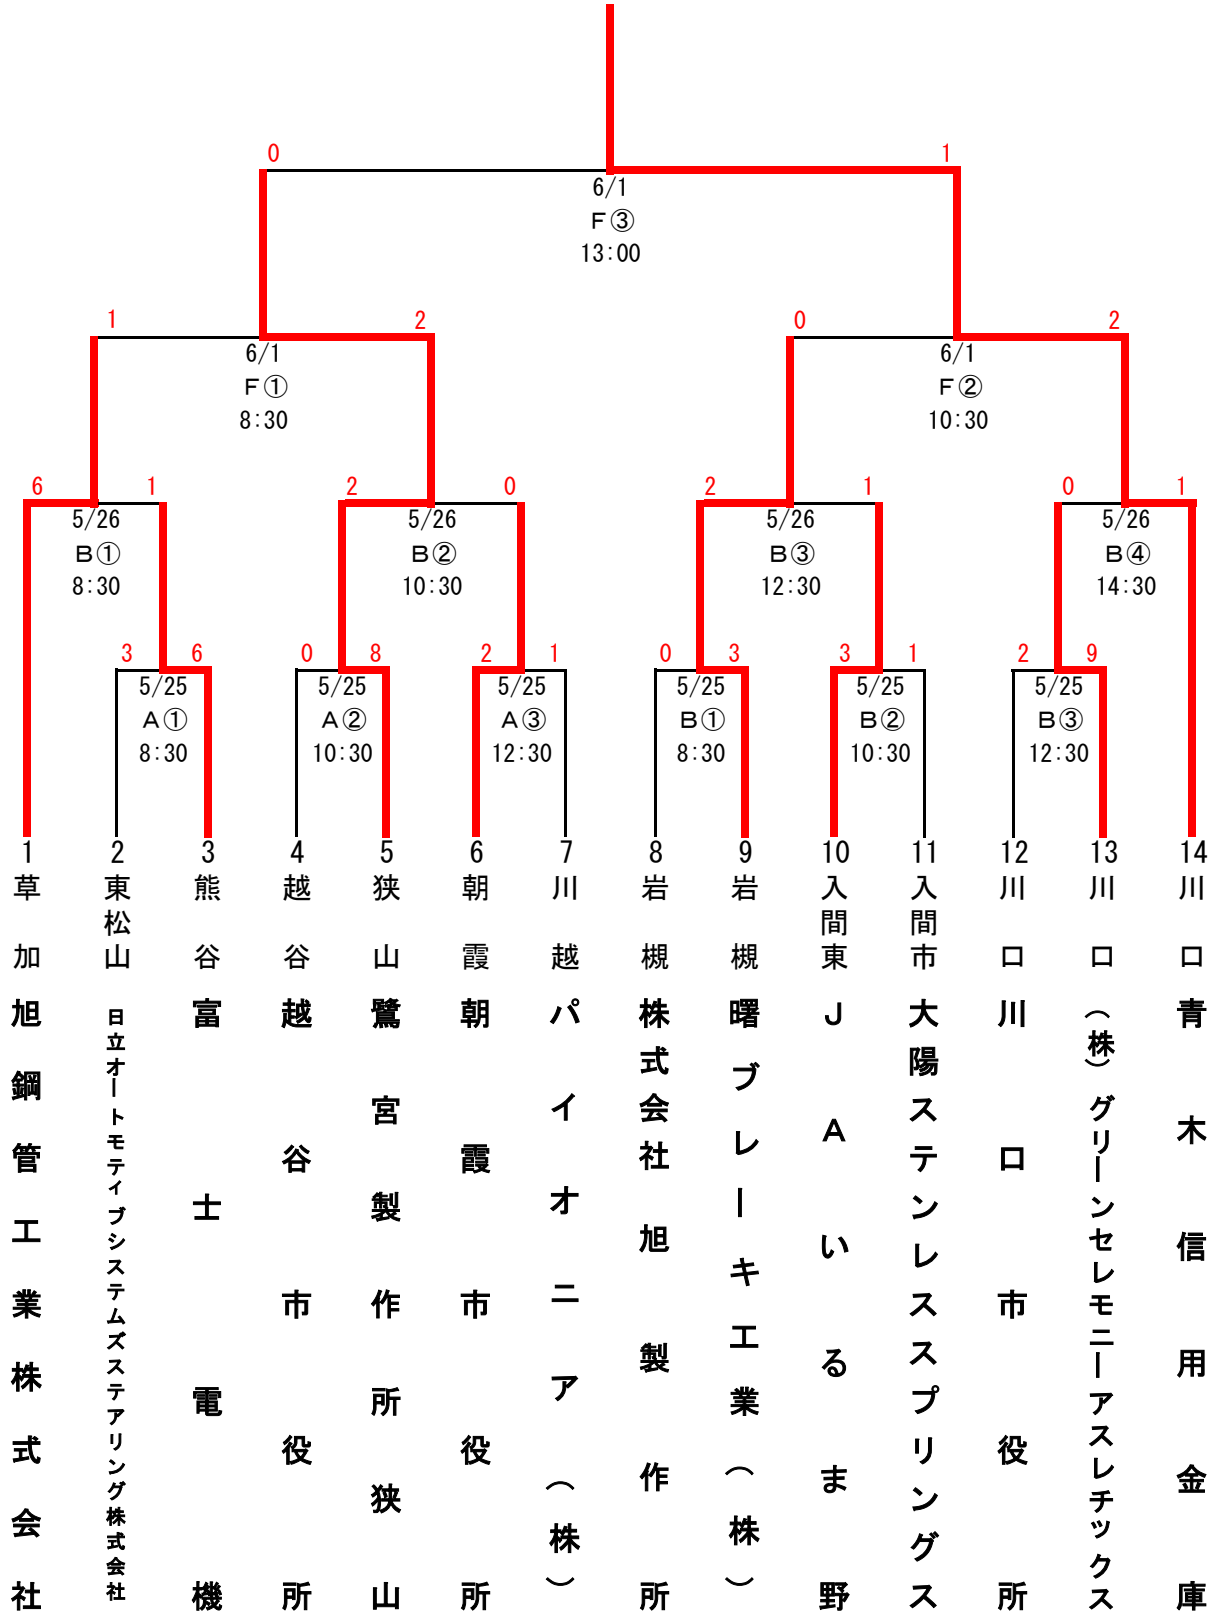 0 1
6/1
F③
13:00
1 2 0 2
6/1 6/1
F① F②
8:30 10:30
6 1 2 0 2 1 0 1
5/26 5/26 5/26 5/26
B① B② B③ B④
8:30 10:30 12:30 14:30
3 6 0 8 2 1 0 3 3 1 2 9
5/25 5/25 5/25 5/25 5/25 5/25
A① A② A③ B① B② B③
8:30 10:30 12:30 8:30 10:30 12:30
1 2 3 4 5 6 7 8 9 10 11 12 13 14
草加
旭鋼管工業株式会社
東松山
日立オートモティブシステムズステアリング株式会社
熊谷
富士電機
越谷
越谷市役所
狭山
鷺宮製作所狭山
朝霞
朝霞市役所
川越
パイオニア(株)
岩槻
株式会社旭製作所
岩槻
曙ブレーキ工業(株)
入間東
JAいるま野
入間市
大陽ステンレススプリングス
川口
川口市役所
川口
(株)グリーンセレモニーアスレチックス
川口
青木信用金庫